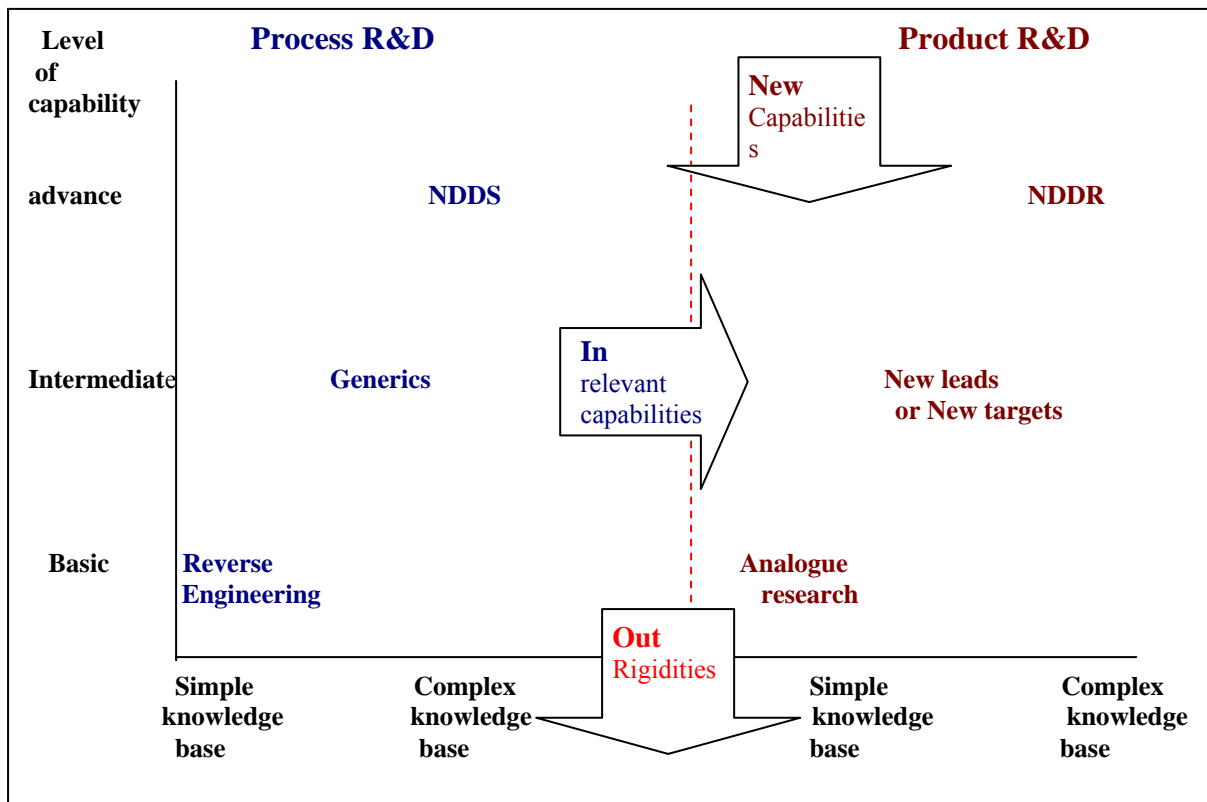 Level
of
capability
Process R&D
Product R&D
New
Capabilitie
s
advance
NDDS
NDDR
Intermediate
Generics
In
relevant
capabilities
New leads
or New targets
Basic
Reverse
Engineering
Analogue
research
Out
Rigidities
Simple
knowledge
base
Complex
knowledge
base
Simple
knowledge
base
Complex
knowledge
base